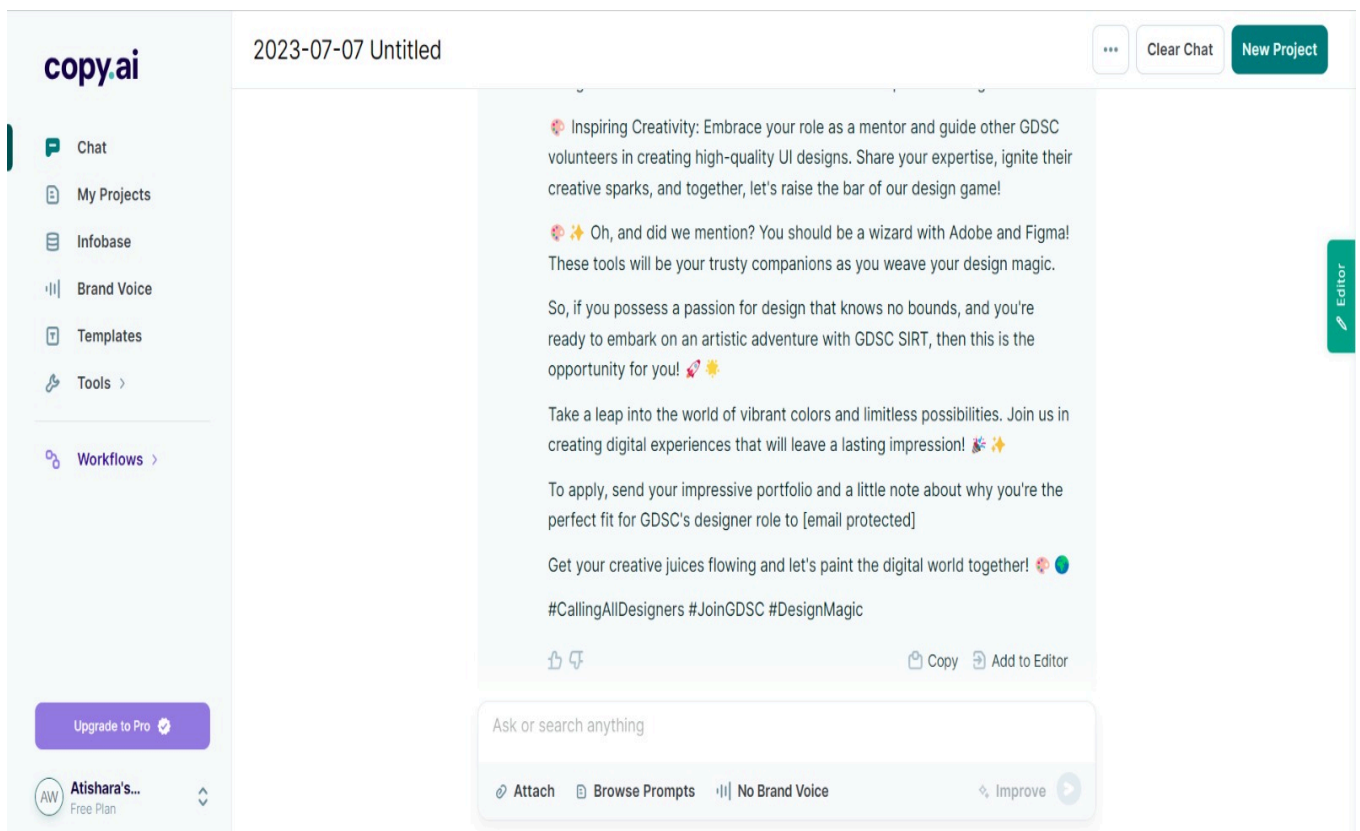 copy.ai
2023-07-07 Untitled
... Clear Chat New Project
Chat
My Projects
Infobase
Brand Voice
Templates
Tools >
Workflows >
🎨 Inspiring Creativity: Embrace your role as a mentor and guide other GDSC
volunteers in creating high-quality UI designs. Share your expertise, ignite their
creative sparks, and together, let's raise the bar of our design game!
🎨 ✨ Oh, and did we mention? You should be a wizard with Adobe and Figma!
These tools will be your trusty companions as you weave your design magic.
So, if you possess a passion for design that knows no bounds, and you're
ready to embark on an artistic adventure with GDSC SIRT, then this is the
opportunity for you! 🚀 🌟
Take a leap into the world of vibrant colors and limitless possibilities. Join us in
creating digital experiences that will leave a lasting impression! 🎉 ✨
To apply, send your impressive portfolio and a little note about why you're the
perfect fit for GDSC's designer role to [email protected]
Get your creative juices flowing and let's paint the digital world together! 🎨 🌍
#CallingAllDesigners #JoinGDSC #DesignMagic
Copy Add to Editor
Editor
Ask or search anything
Attach Browse Prompts No Brand Voice Improve
Upgrade to Pro
AW Atishara's...
Free Plan